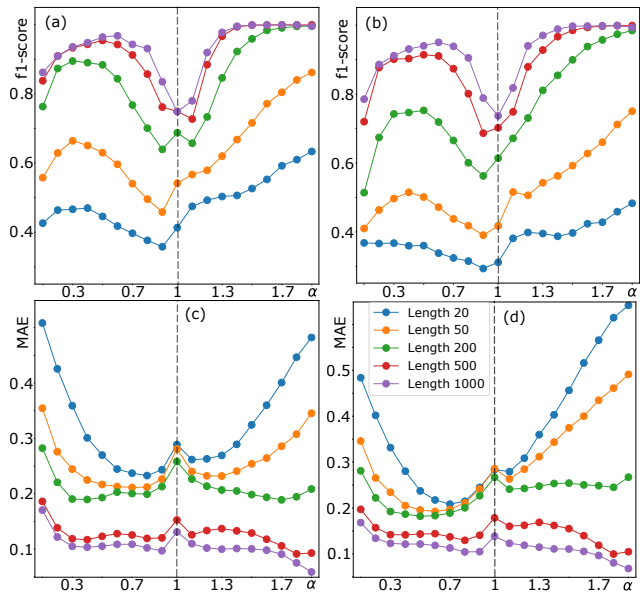 (a)
f1-score
0.8
0.6
0.4
0.3
0.7
1
1.3
1.7
α
(b)
f1-score
0.8
0.6
0.4
0.3
0.7
1
1.3
1.7
α
(c)
MAE
0.4
0.3
0.2
0.1
0.3
0.7
1
1.3
1.7
α
(d)
MAE
Length 20
Length 50
Length 200
Length 500
Length 1000
0.5
0.4
0.3
0.2
0.1
0.3
0.7
1
1.3
1.7
α